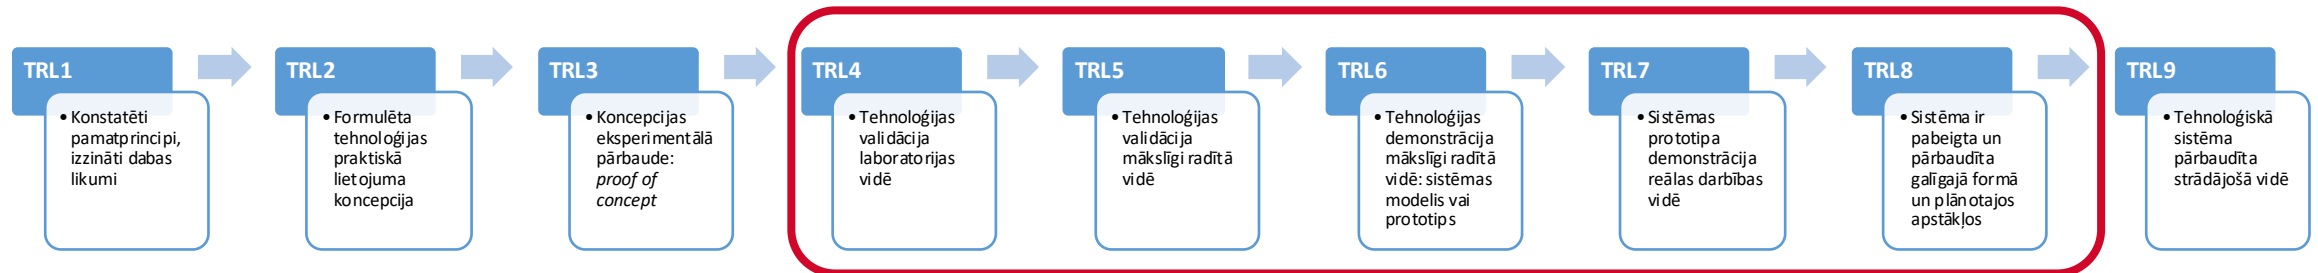 TRL1
• Konstatēti
pamatprincipi,
izzināti dabas
likumi
TRL2
• Formulēta
tehnoloģijas
praktiskā
lietojuma
koncepcija
TRL3
• Koncepcijas
eksperimentālā
pārbaude:
proof of
concept
TRL4
• Tehnoloģijas
validācija
laboratorijas
vidē
TRL5
• Tehnoloģijas
validācija
mākslīgi radītā
vidē
TRL6
• Tehnoloģijas
demonstrācija
mākslīgi radītā
vidē: sistēmas
modelis vai
prototips
TRL7
• Sistēmas
prototipa
demonstrācija
reālas darbības
vidē
TRL8
• Sistēma ir
pabeigta un
pārbaudīta
galīgajā formā
un plānotajos
apstākļos
TRL9
• Tehnoloģiskā
sistēma
pārbaudīta
strādājošā vidē